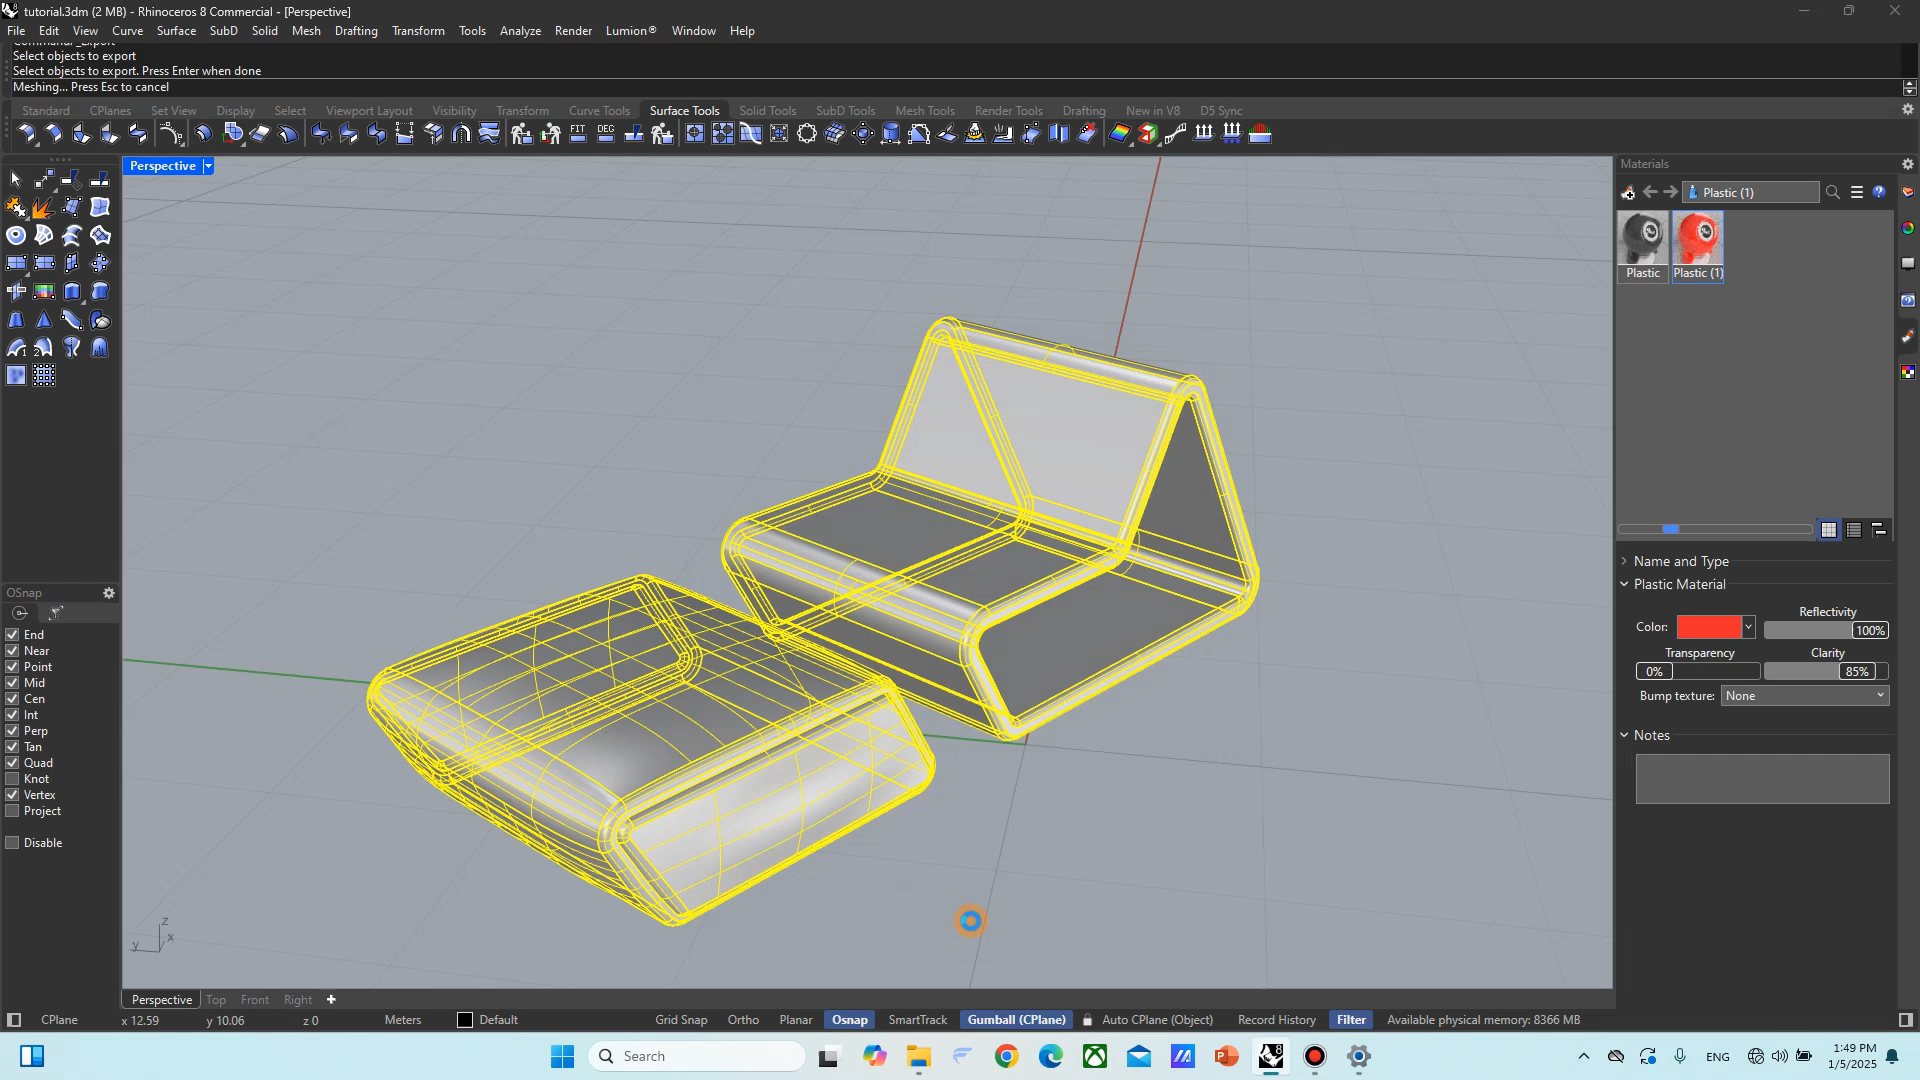 tutorial.3dm (2 MB) - Rhinoceros 8 Commercial - [Perspective]
File Edit View Curve Surface SubD Solid Mesh Drafting Transform Tools Analyze Render Lumion® Window Help
Command: _Export
Select objects to export
Select objects to export. Press Enter when done
Meshing... Press Esc to cancel
Standard CPlanes Set View Display Select Viewport Layout Visibility Transform Curve Tools Surface Tools Solid Tools SubD Tools Mesh Tools Render Tools Drafting New in V8 D5 Sync
FIT DEG
Perspective
Materials
Plastic (1)
Plastic Plastic (1)
Name and Type
Plastic Material
Reflectivity
Color: 100%
Transparency Clarity
0% 85%
Bump texture: None
Notes
OSnap
End
Near
Point
Mid
Cen
Int
Perp
Tan
Quad
Knot
Vertex
Project
Disable
z
y x
Perspective Top Front Right
CPlane x 12.59 y 10.06 z 0 Meters Default Grid Snap Ortho Planar Osnap SmartTrack Gumball (CPlane) Auto CPlane (Object) Record History Filter Available physical memory: 8366 MB
Search
ENG
1:49 PM
1/5/2025